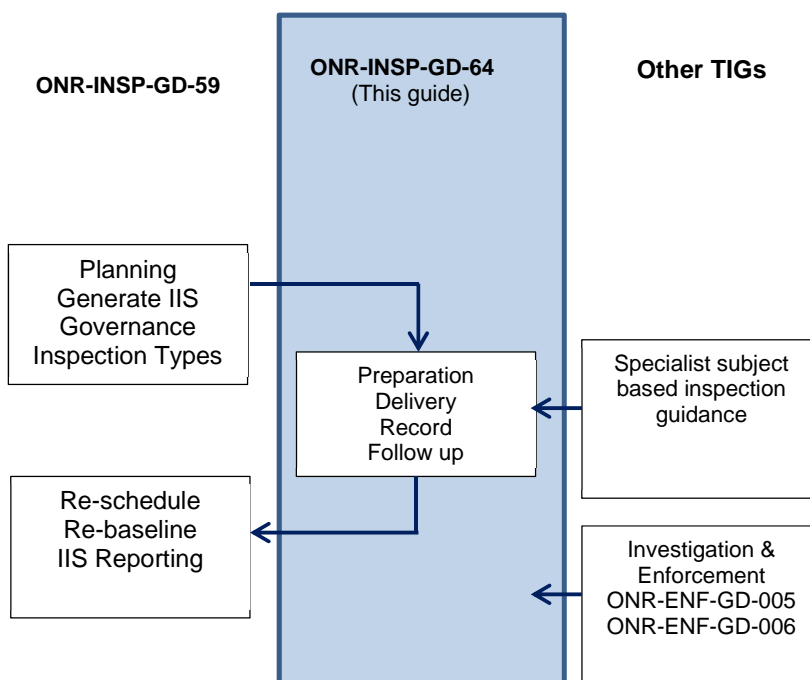 ONR-INSP-GD-59
ONR-INSP-GD-64
(This guide)
Other TIGs
Planning
Generate IIS
Governance
Inspection Types
Preparation
Delivery
Record
Follow up
Specialist subject
based inspection
guidance
Re-schedule
Re-baseline
IIS Reporting
Investigation &
Enforcement
ONR-ENF-GD-005
ONR-ENF-GD-006